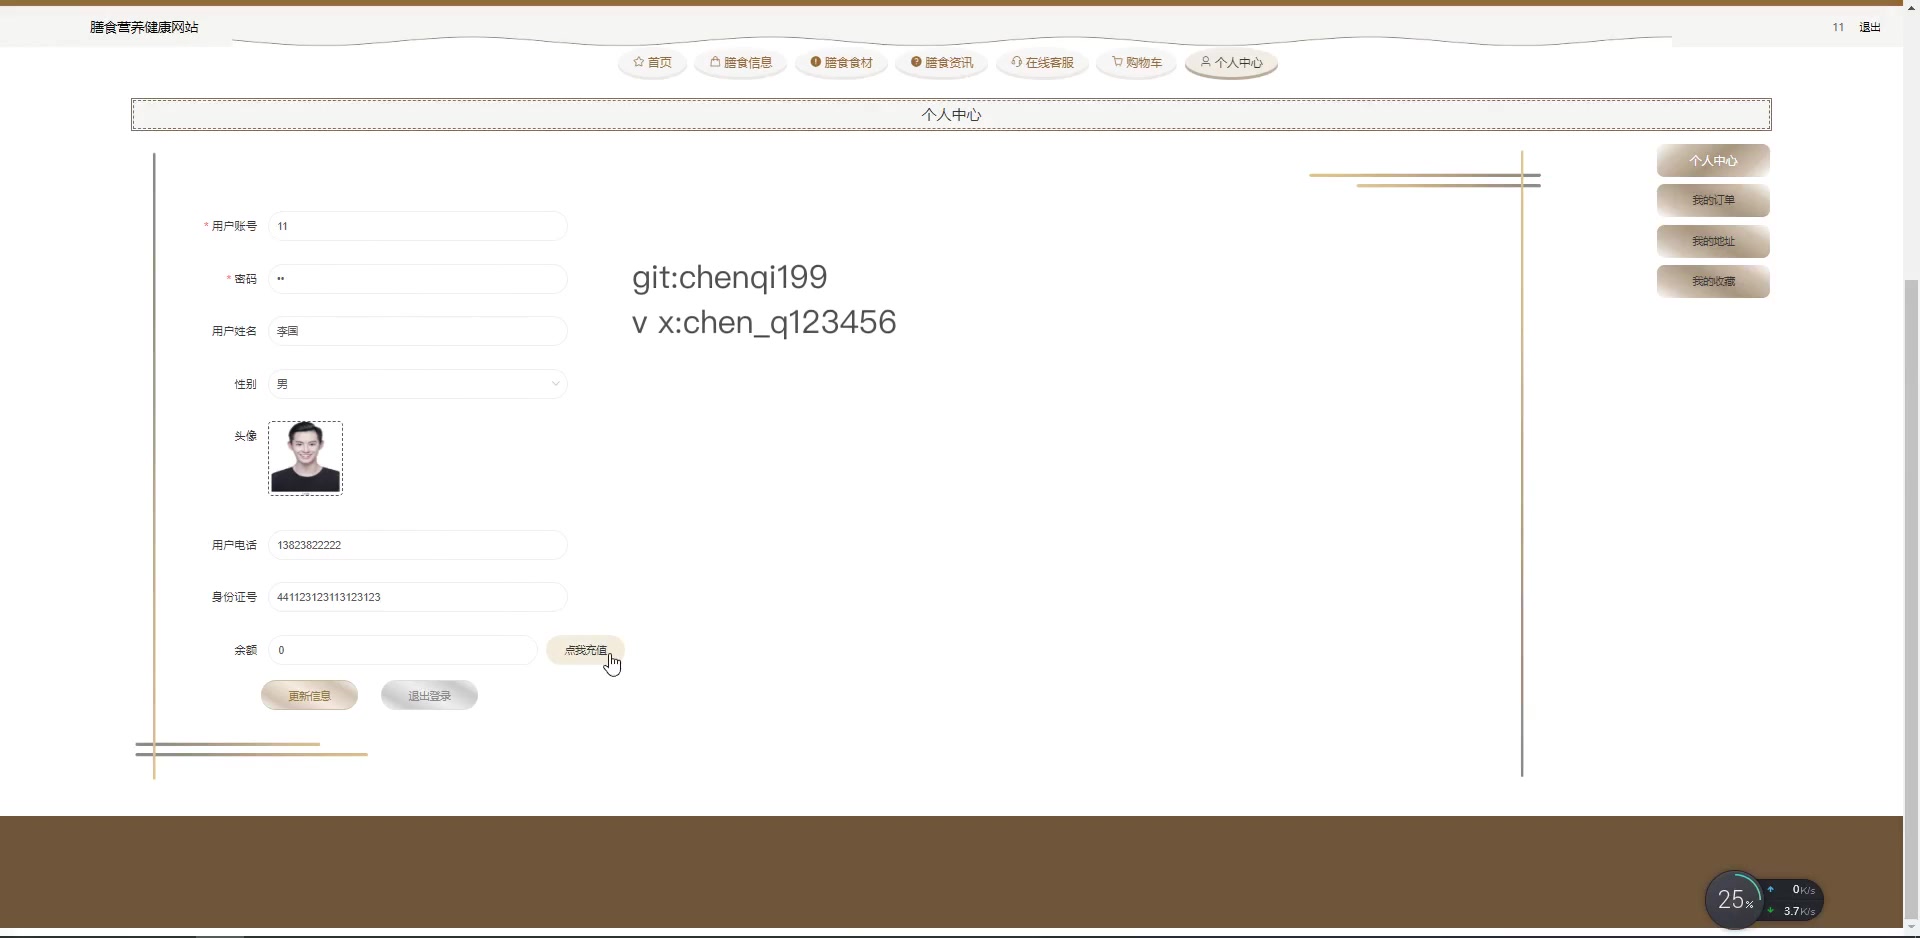 膳食营养健康网站
11 退出
首页 膳食信息 膳食食材 膳食资讯 在线客服 购物车 个人中心
个人中心
个人中心
我的订单
我的地址
我的收藏
* 用户账号 11
* 密码 ••
用户姓名 李国
性别 男
头像
用户电话 13823822222
身份证号 441123123113123123
余额 0 点我充值
更新信息 退出登录
git:chenqi199
v x:chen_q123456
25%
0K/s
3.7K/s